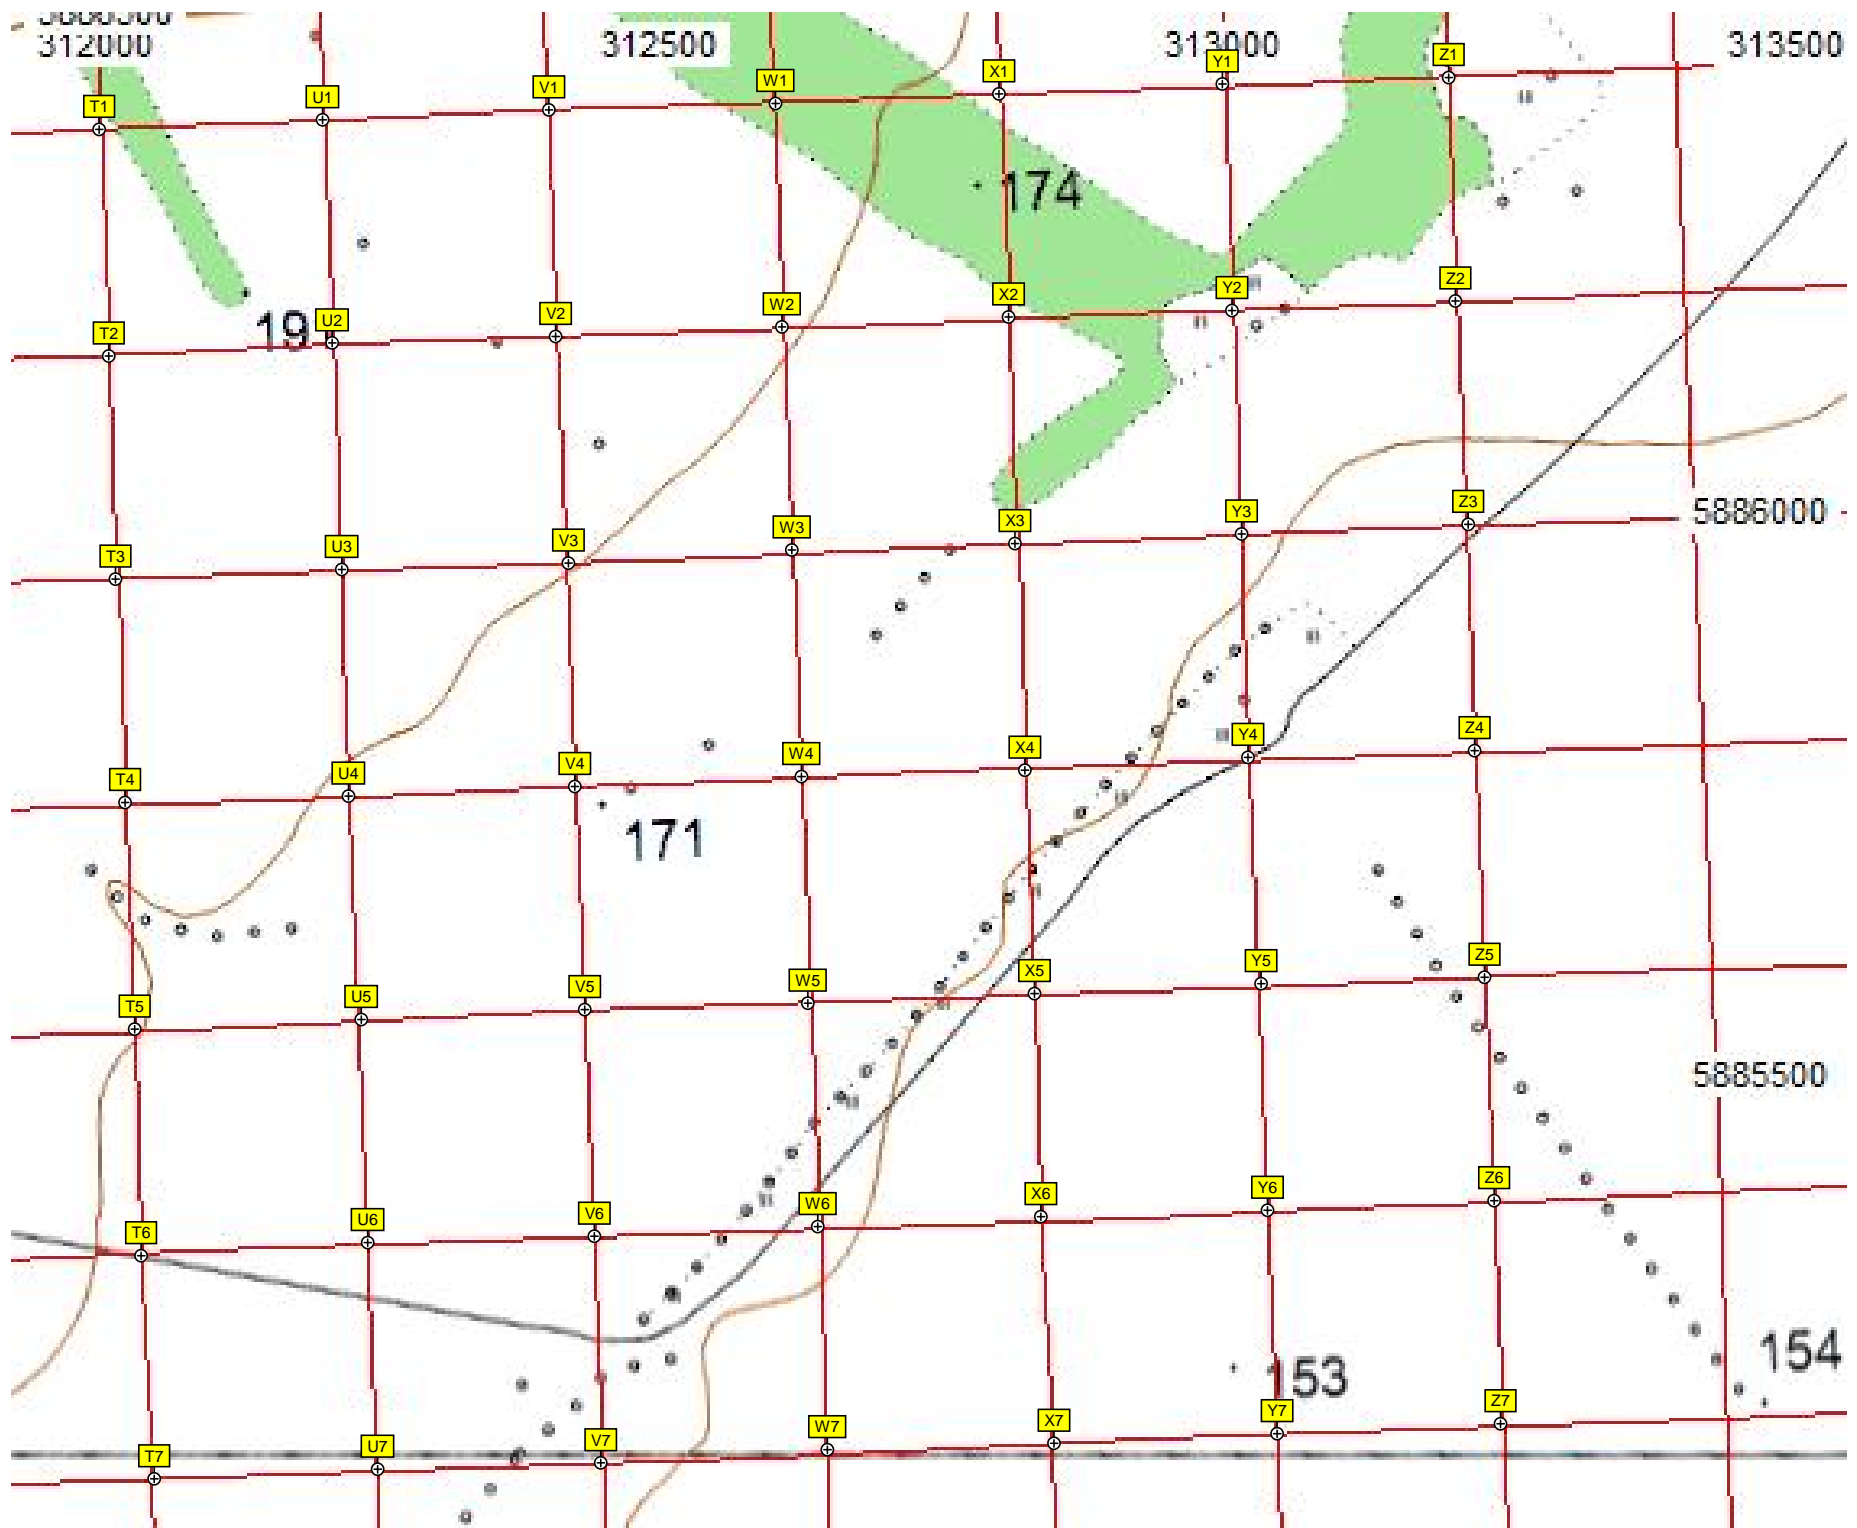 312000 312500 313000 313500
T1 U1 V1 W1 X1 Y1 Z1
174
19
T2 U2 V2 W2 X2 Y2 Z2
T3 U3 V3 W3 X3 Y3 Z3
5886000
T4 U4 V4 W4 X4 Y4 Z4
171
T5 U5 V5 W5 X5 Y5 Z5
5885500
T6 U6 V6 W6 X6 Y6 Z6
153
154
T7 U7 V7 W7 X7 Y7 Z7